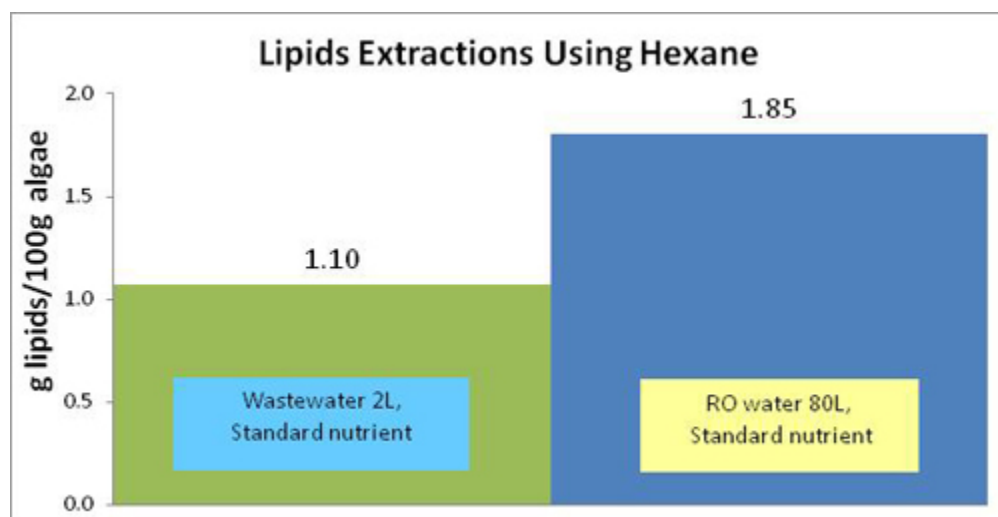 Lipids Extractions Using Hexane
g lipids/100g algae
2.0
1.5
1.0
0.5
0.0
1.10
1.85
Wastewater 2L,
Standard nutrient
RO water 80L,
Standard nutrient